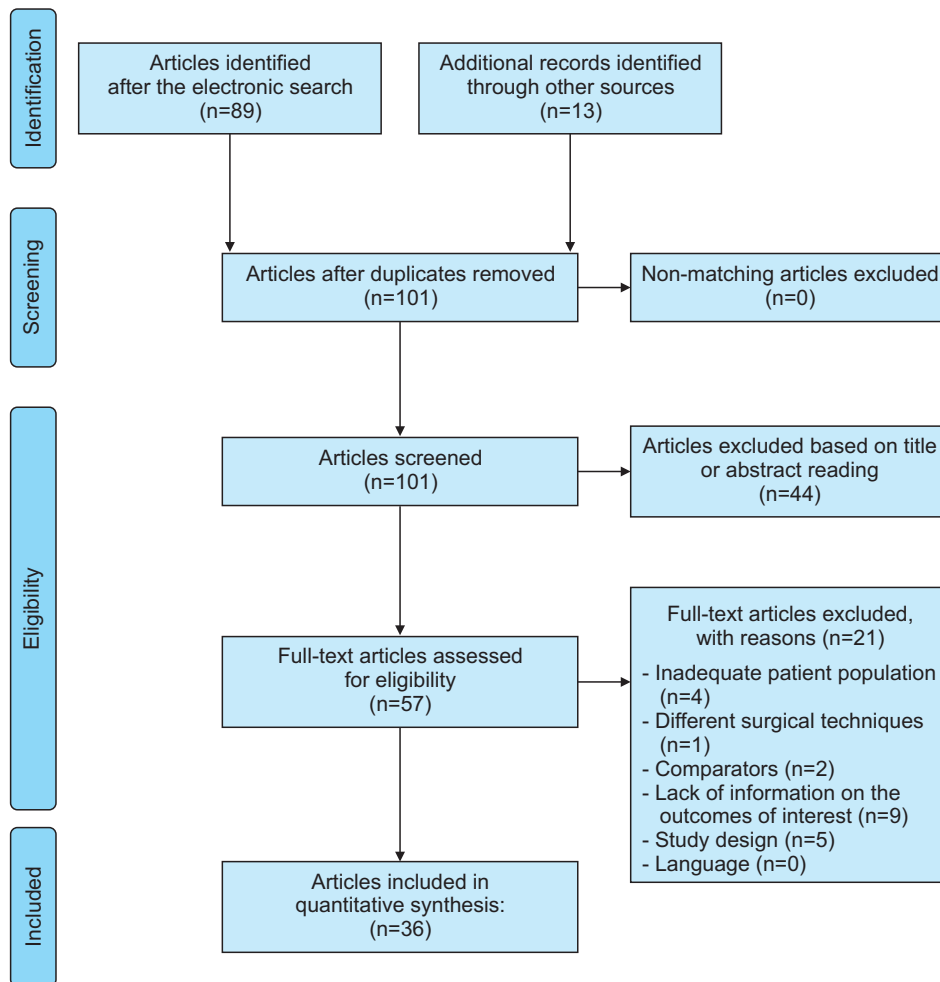 Identification
Articles identified
after the electronic search
(n=89)
Additional records identified
through other sources
(n=13)
Screening
Articles after duplicates removed
(n=101)
Non-matching articles excluded
(n=0)
Eligibility
Articles screened
(n=101)
Articles excluded based on title
or abstract reading
(n=44)
Full-text articles assessed
for eligibility
(n=57)
Full-text articles excluded,
with reasons (n=21)
- Inadequate patient population
(n=4)
- Different surgical techniques
(n=1)
- Comparators (n=2)
- Lack of information on the
outcomes of interest (n=9)
- Study design (n=5)
- Language (n=0)
Included
Articles included in
quantitative synthesis:
(n=36)